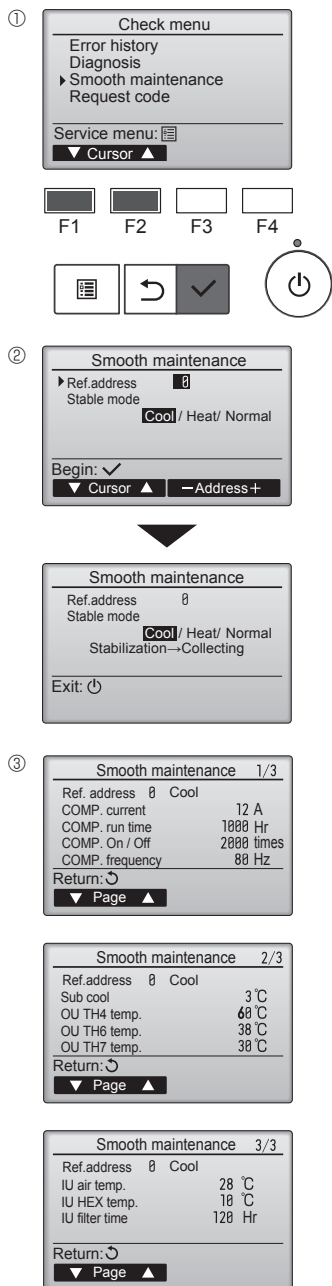 ①
Check menu
Error history
Diagnosis
Smooth maintenance
Request code
Service menu:
▼ Cursor ▲
F1 F2 F3 F4
②
Smooth maintenance
Ref.address 0
Stable mode
Cool / Heat/ Normal
Begin: ✓
▼ Cursor ▲ −Address+
Smooth maintenance
Ref.address 0
Stable mode
Cool / Heat/ Normal
Stabilization→Collecting
Exit:
③
Smooth maintenance 1/3
Ref. address 0 Cool
COMP. current 12 A
COMP. run time 1000 Hr
COMP. On / Off 2000 times
COMP. frequency 80 Hz
Return:
▼ Page ▲
Smooth maintenance 2/3
Ref.address 0 Cool
Sub cool 3 °C
OU TH4 temp. 60 °C
OU TH6 temp. 38 °C
OU TH7 temp. 30 °C
Return:
▼ Page ▲
Smooth maintenance 3/3
Ref.address 0 Cool
IU air temp. 28 °C
IU HEX temp. 10 °C
IU filter time 120 Hr
Return:
▼ Page ▲